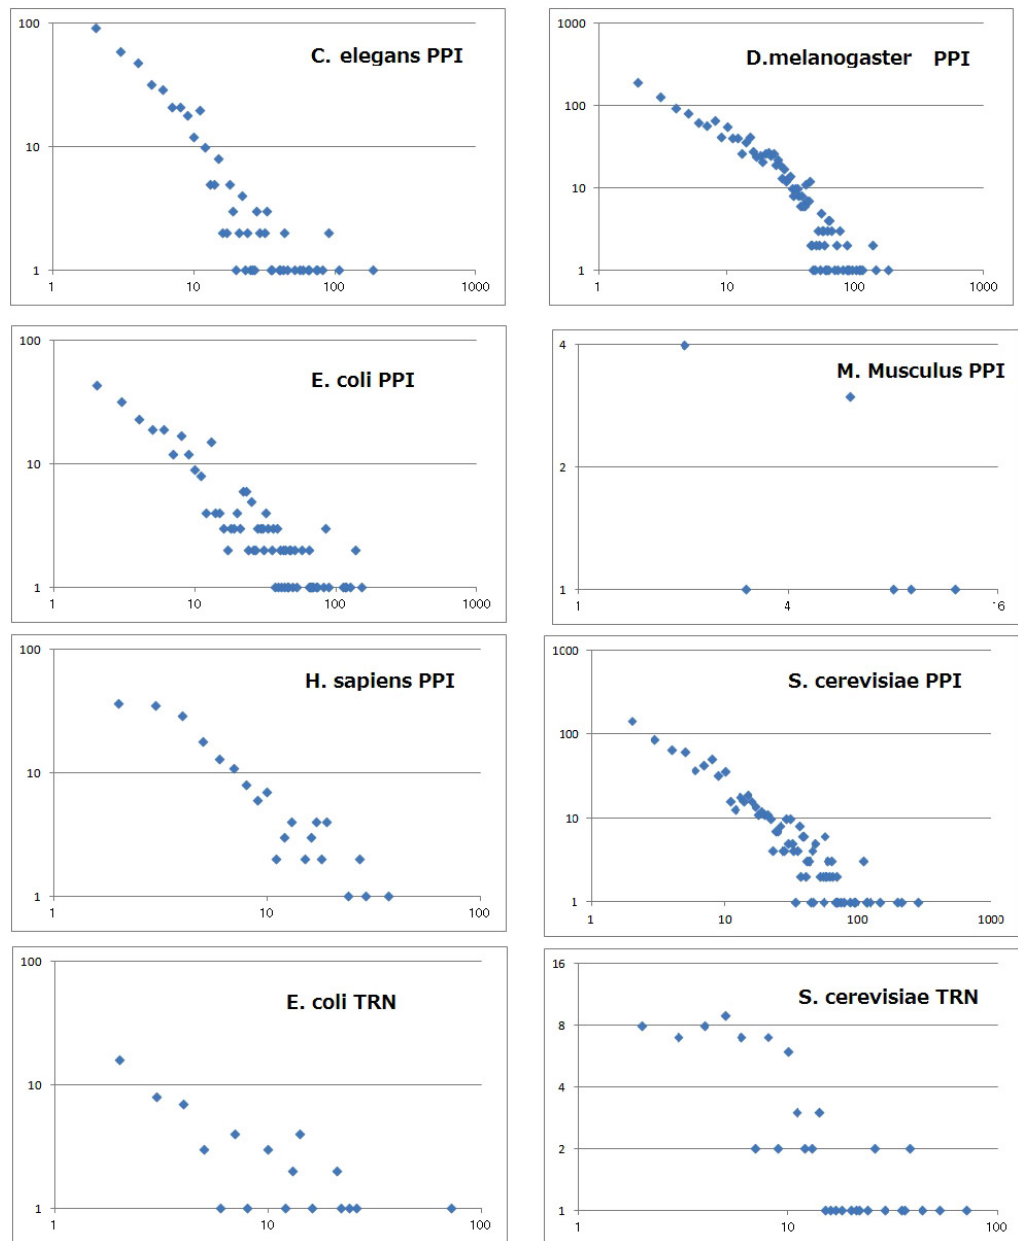 100
C. elegans PPI
10
1
1 10 100 1000
1000
D.melanogaster PPI
100
10
1
1 10 100 1000
100
E. coli PPI
10
1
1 10 100 1000
4
M. Musculus PPI
2
1
1 4 16
100
H. sapiens PPI
10
1
1 10 100
1000
S. cerevisiae PPI
100
10
1
1 10 100 1000
100
E. coli TRN
10
1
1 10 100
16
S. cerevisiae TRN
8
4
2
1
1 10 100